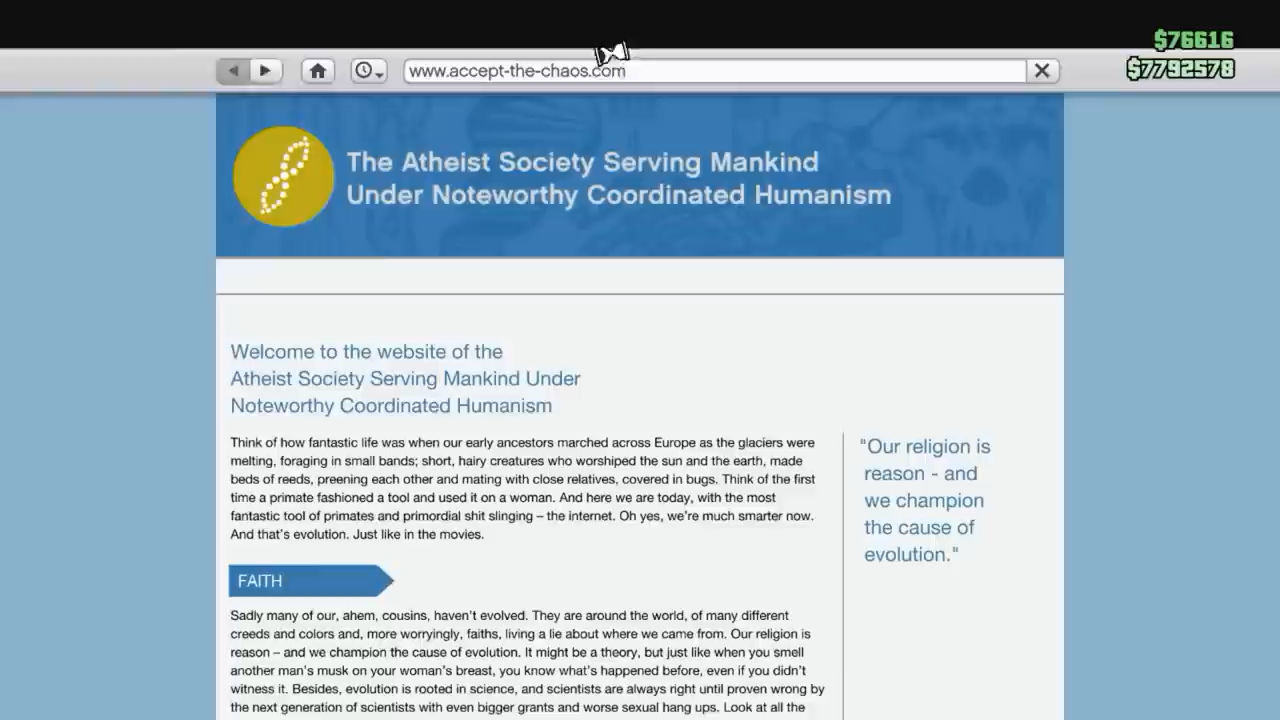 $76616
www.accept-the-chaos.com
$7792578
The Atheist Society Serving Mankind
Under Noteworthy Coordinated Humanism
Welcome to the website of the
Atheist Society Serving Mankind Under
Noteworthy Coordinated Humanism
Think of how fantastic life was when our early ancestors marched across Europe as the glaciers were
melting, foraging in small bands; short, hairy creatures who worshiped the sun and the earth, made
beds of reeds, preening each other and mating with close relatives, covered in bugs. Think of the first
time a primate fashioned a tool and used it on a woman. And here we are today, with the most
fantastic tool of primates and primordial shit slinging – the internet. Oh yes, we're much smarter now.
And that's evolution. Just like in the movies.
"Our religion is
reason - and
we champion
the cause of
evolution."
FAITH
Sadly many of our, ahem, cousins, haven't evolved. They are around the world, of many different
creeds and colors and, more worryingly, faiths, living a lie about where we came from. Our religion is
reason – and we champion the cause of evolution. It might be a theory, but just like when you smell
another man's musk on your woman's breast, you know what's happened before, even if you didn't
witness it. Besides, evolution is rooted in science, and scientists are always right until proven wrong by
the next generation of scientists with even bigger grants and worse sexual hang ups. Look at all the